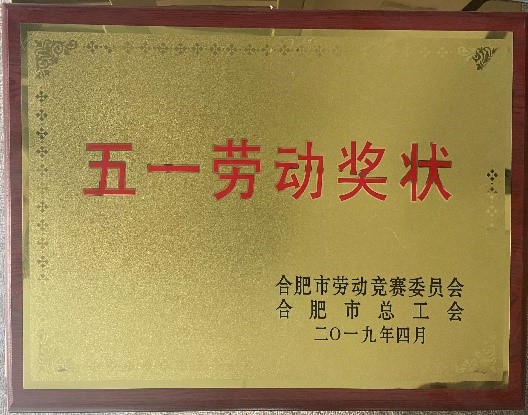 五一劳动奖状
合肥市劳动竞赛委员会
合肥市总工会
二〇一九年四月